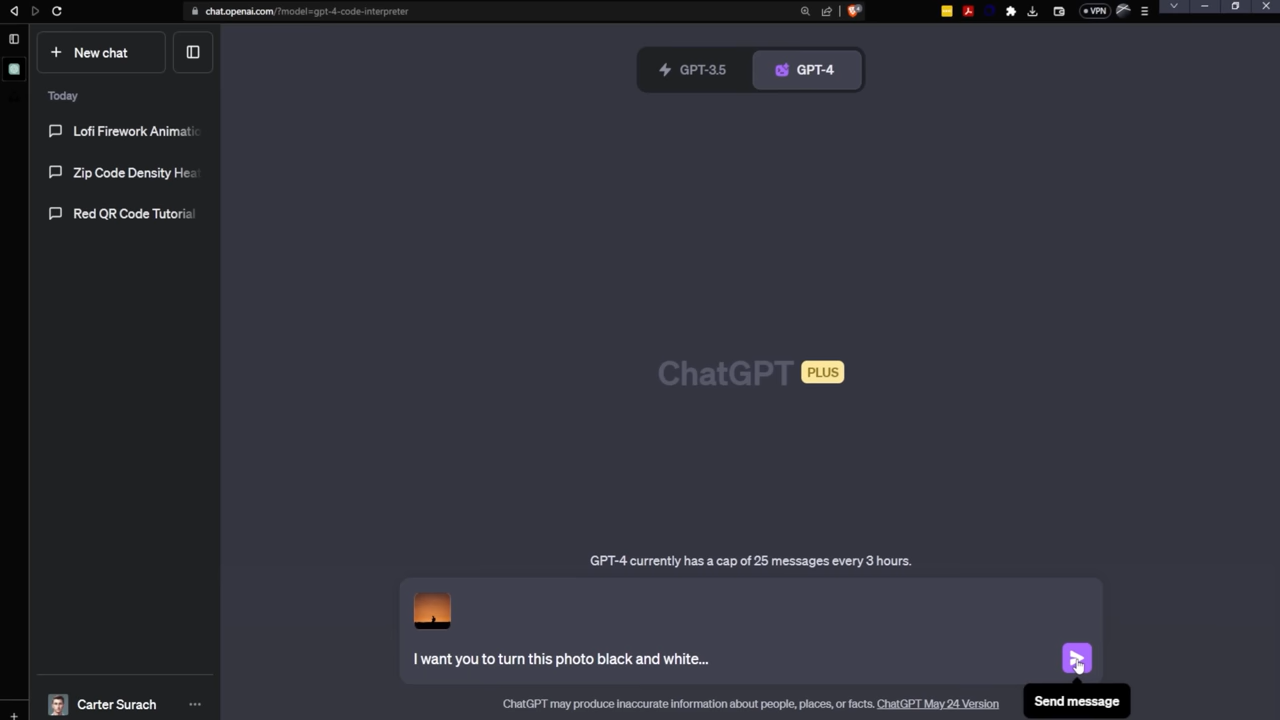 chat.openai.com/?model=gpt-4-code-interpreter
VPN
New chat
GPT-3.5
GPT-4
Today
Lofi Firework Animatio
Zip Code Density Hea
Red QR Code Tutorial
ChatGPT PLUS
GPT-4 currently has a cap of 25 messages every 3 hours.
I want you to turn this photo black and white...
Send message
Carter Surach
ChatGPT may produce inaccurate information about people, places, or facts. ChatGPT May 24 Version